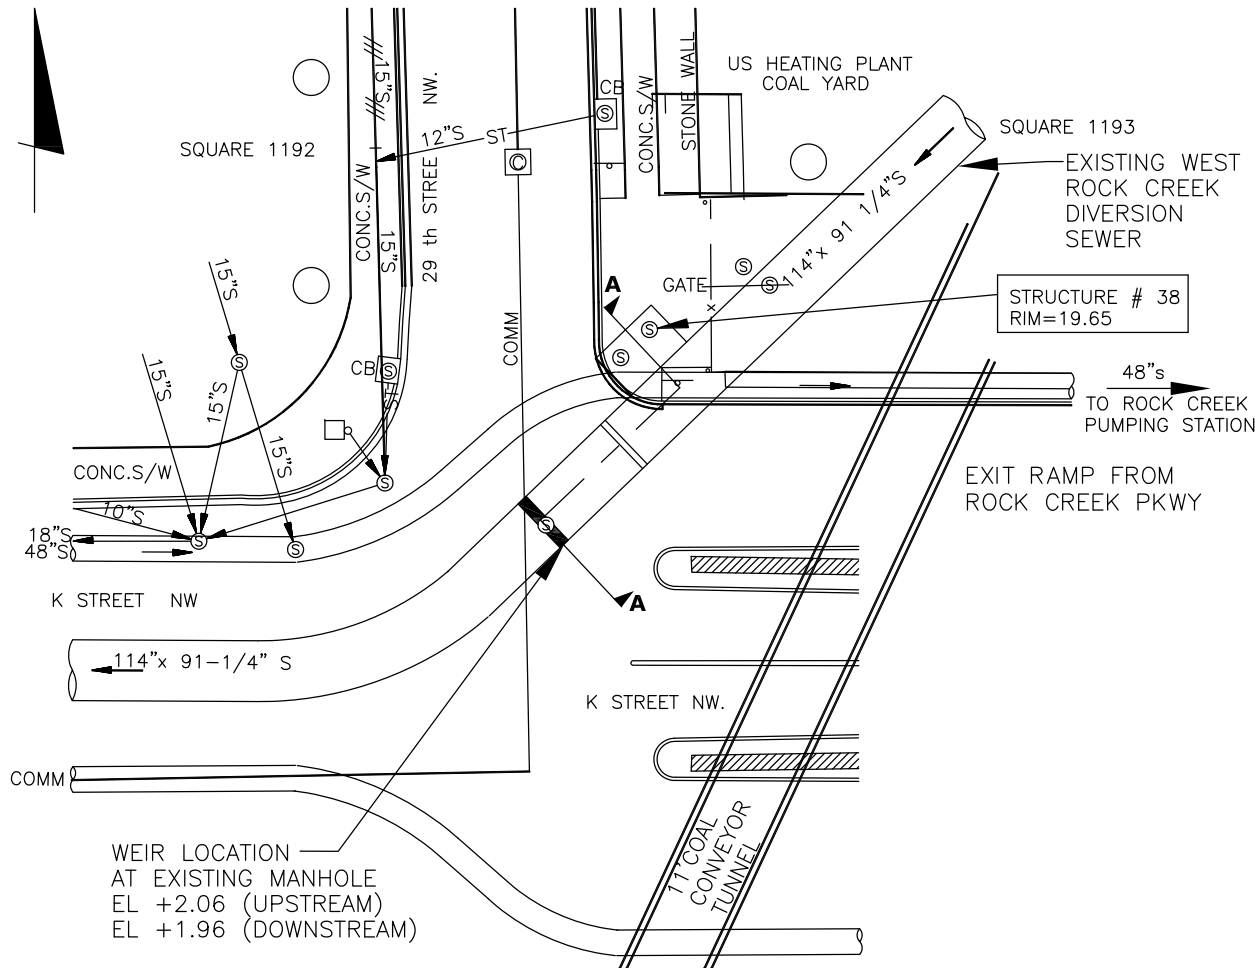 US HEATING PLANT
COAL YARD
SQUARE 1193
SQUARE 1192
EXISTING WEST
ROCK CREEK
DIVERSION
SEWER
STRUCTURE # 38
RIM=19.65
15"S
15"S
CONC.S/W
29 th STREE NW.
12"S
ST
C
COMM
CB
S
CONC.S/W
STONE WALL
114"x 91 1/4"S
GATE
S
S
x
A
S
S
15"S
S
15"S
15"S
15"S
CB
S
ST
CONC.S/W
S
10"S
18"S
48"S
S
S
K STREET NW
114"x 91-1/4" S
S
A
48"s
TO ROCK CREEK
PUMPING STATION
EXIT RAMP FROM
ROCK CREEK PKWY
K STREET NW.
COMM
WEIR LOCATION
AT EXISTING MANHOLE
EL +2.06 (UPSTREAM)
EL +1.96 (DOWNSTREAM)
11'COAL
CONVEYOR
TUNNEL